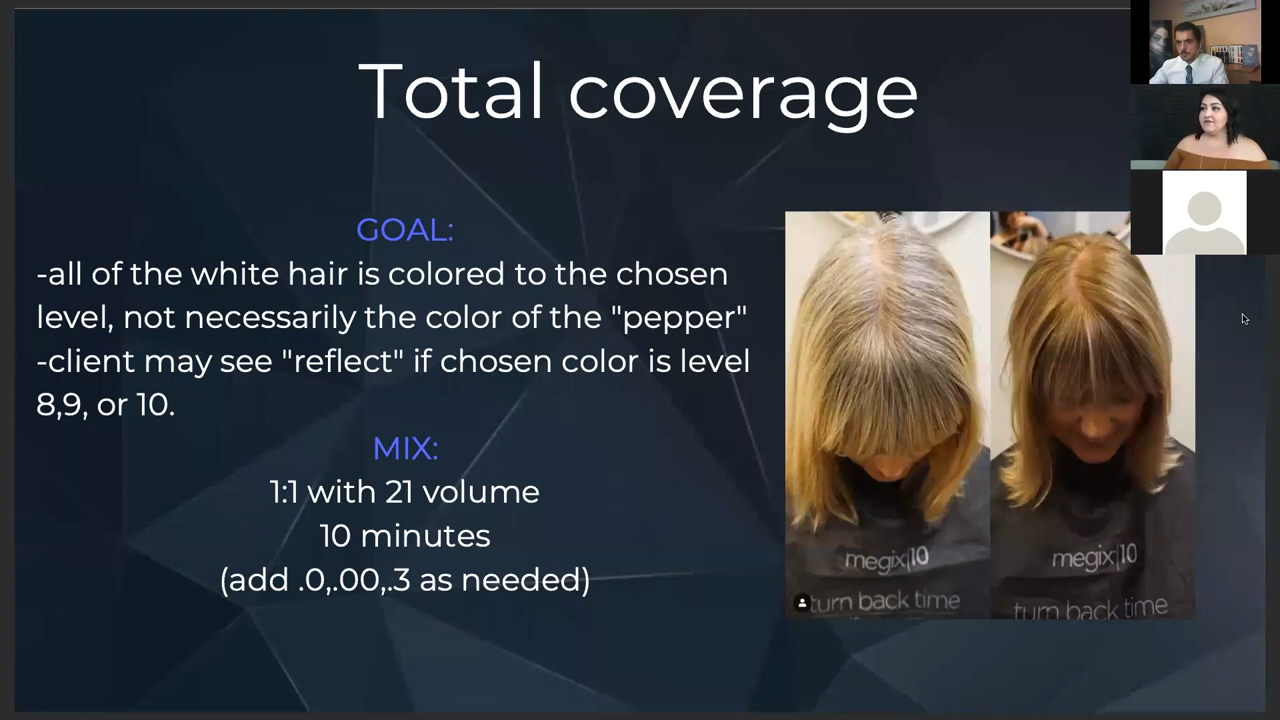 Total coverage
GOAL:
-all of the white hair is colored to the chosen
level, not necessarily the color of the "pepper"
-client may see "reflect" if chosen color is level
8,9, or 10.
MIX:
1:1 with 21 volume
10 minutes
(add .0,.00,.3 as needed)
megix|10
turn back time
megix|10
turn back time